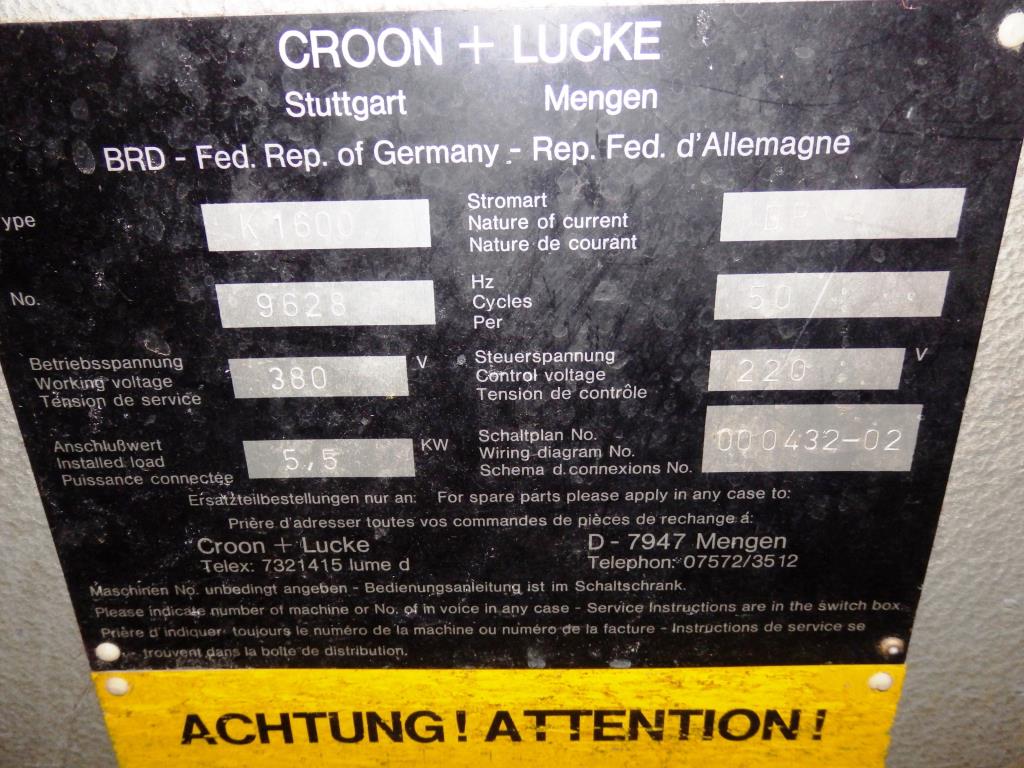 CROON + LUCKE
Stuttgart Mengen
BRD - Fed. Rep. of Germany - Rep. Fed. d'Allemagne
ype K 1600
Stromart
Nature of current
Nature de courant
No. 9628
Hz 50
Cycles
Per
Betriebsspannung
Working voltage 380 V
Tension de service
Steuerspannung
Control voltage 220 V
Tension de contrôle
Anschlußwert
Installed load 5,5 KW
Puissance connectée
Schaltplan No.
Wiring diagram No. 000432-02
Schema d.connexions No.
Ersatzteilbestellungen nur an: For spare parts please apply in any case to:
Prière d'adresser toutes vos commandes de pièces de rechange á:
Croon + Lucke D - 7947 Mengen
Telex: 7321415 lume d Telephon: 07572/3512
Maschinen No. unbedingt angeben - Bedienungsanleitung ist im Schaltschrank.
Please indicate number of machine or No. of in voice in any case - Service Instructions are in the switch box
Prière d'indiquer toujours le numéro de la machine ou numéro de la facture - Instructions de service se
trouvent dans la boîte de distribution.
ACHTUNG! ATTENTION!